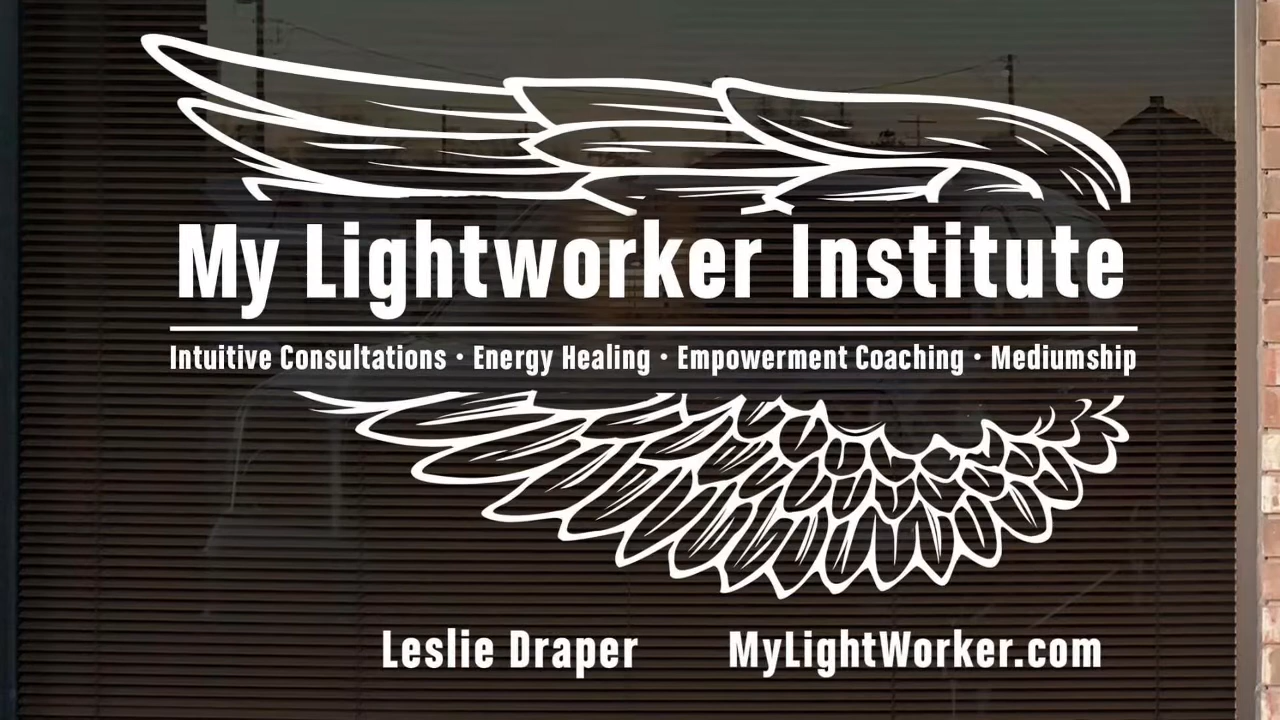 My Lightworker Institute
Intuitive Consultations • Energy Healing • Empowerment Coaching • Mediumship
Leslie Draper
MyLightWorker.com